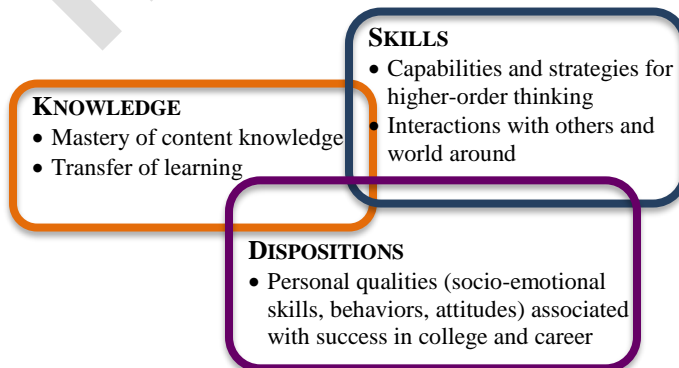 SKILLS
• Capabilities and strategies for
higher-order thinking
• Interactions with others and
world around
KNOWLEDGE
• Mastery of content knowledge
• Transfer of learning
DISPOSITIONS
• Personal qualities (socio-emotional
skills, behaviors, attitudes) associated
with success in college and career